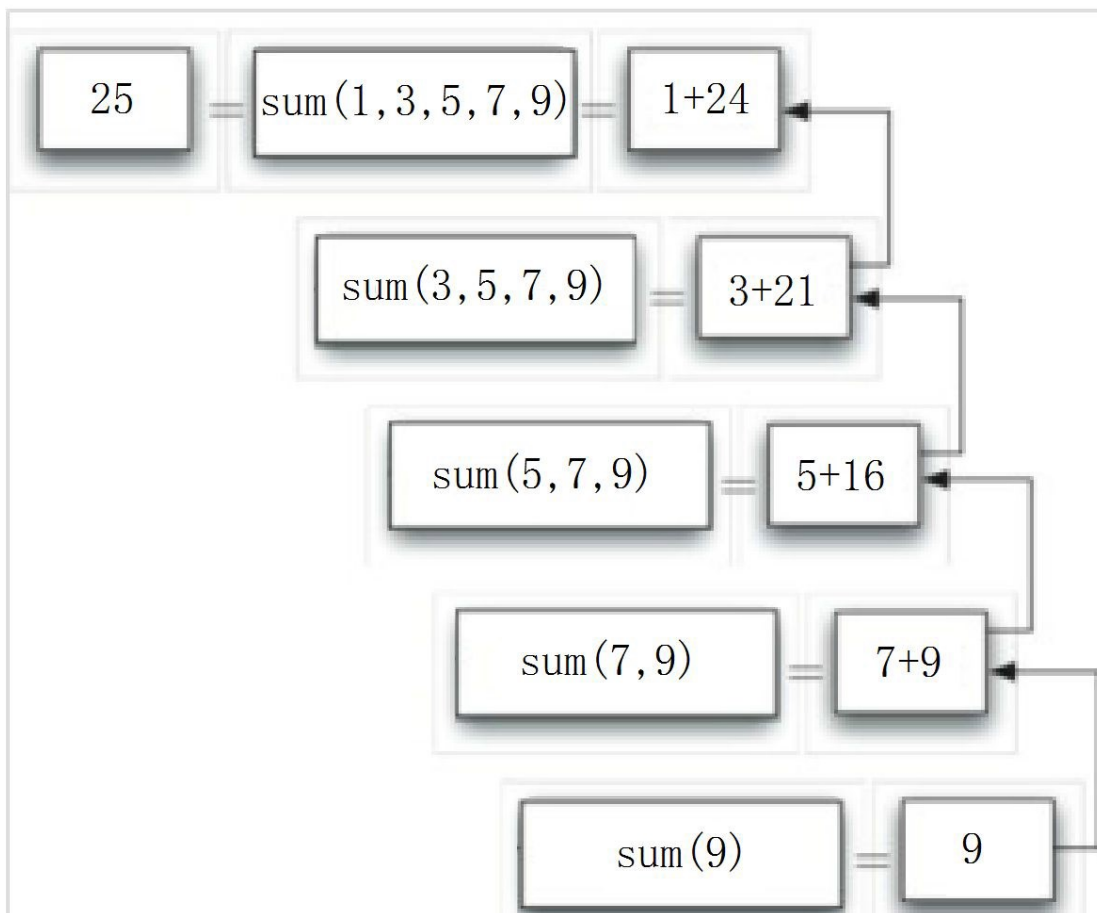 25 = sum(1,3,5,7,9) = 1+24
sum(3,5,7,9) = 3+21
sum(5,7,9) = 5+16
sum(7,9) = 7+9
sum(9) = 9